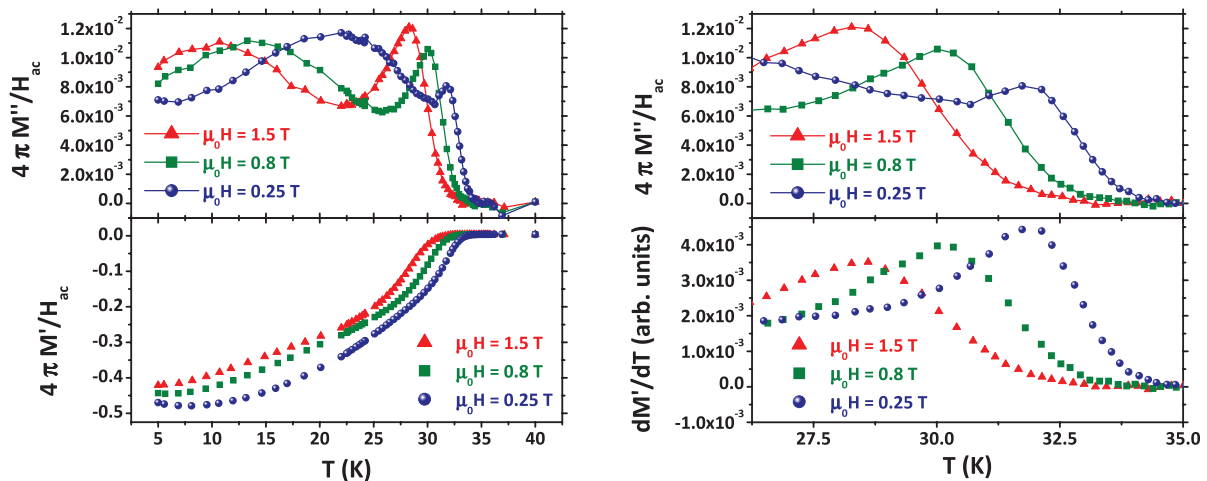 4 π M''/H_ac
1.2x10⁻²
1.0x10⁻²
8.0x10⁻³
6.0x10⁻³
4.0x10⁻³
2.0x10⁻³
0.0
μ₀H = 1.5 T
μ₀H = 0.8 T
μ₀H = 0.25 T
4 π M'/H_ac
0.0
-0.1
-0.2
-0.3
-0.4
-0.5
μ₀H = 1.5 T
μ₀H = 0.8 T
μ₀H = 0.25 T
5 10 15 20 25 30 35 40
T (K)
4 π M''/H_ac
1.2x10⁻²
1.0x10⁻²
8.0x10⁻³
6.0x10⁻³
4.0x10⁻³
2.0x10⁻³
0.0
μ₀H = 1.5 T
μ₀H = 0.8 T
μ₀H = 0.25 T
dM'/dT (arb. units)
4.0x10⁻³
3.0x10⁻³
2.0x10⁻³
1.0x10⁻³
0.0
-1.0x10⁻³
μ₀H = 1.5 T
μ₀H = 0.8 T
μ₀H = 0.25 T
27.5 30.0 32.5 35.0
T (K)